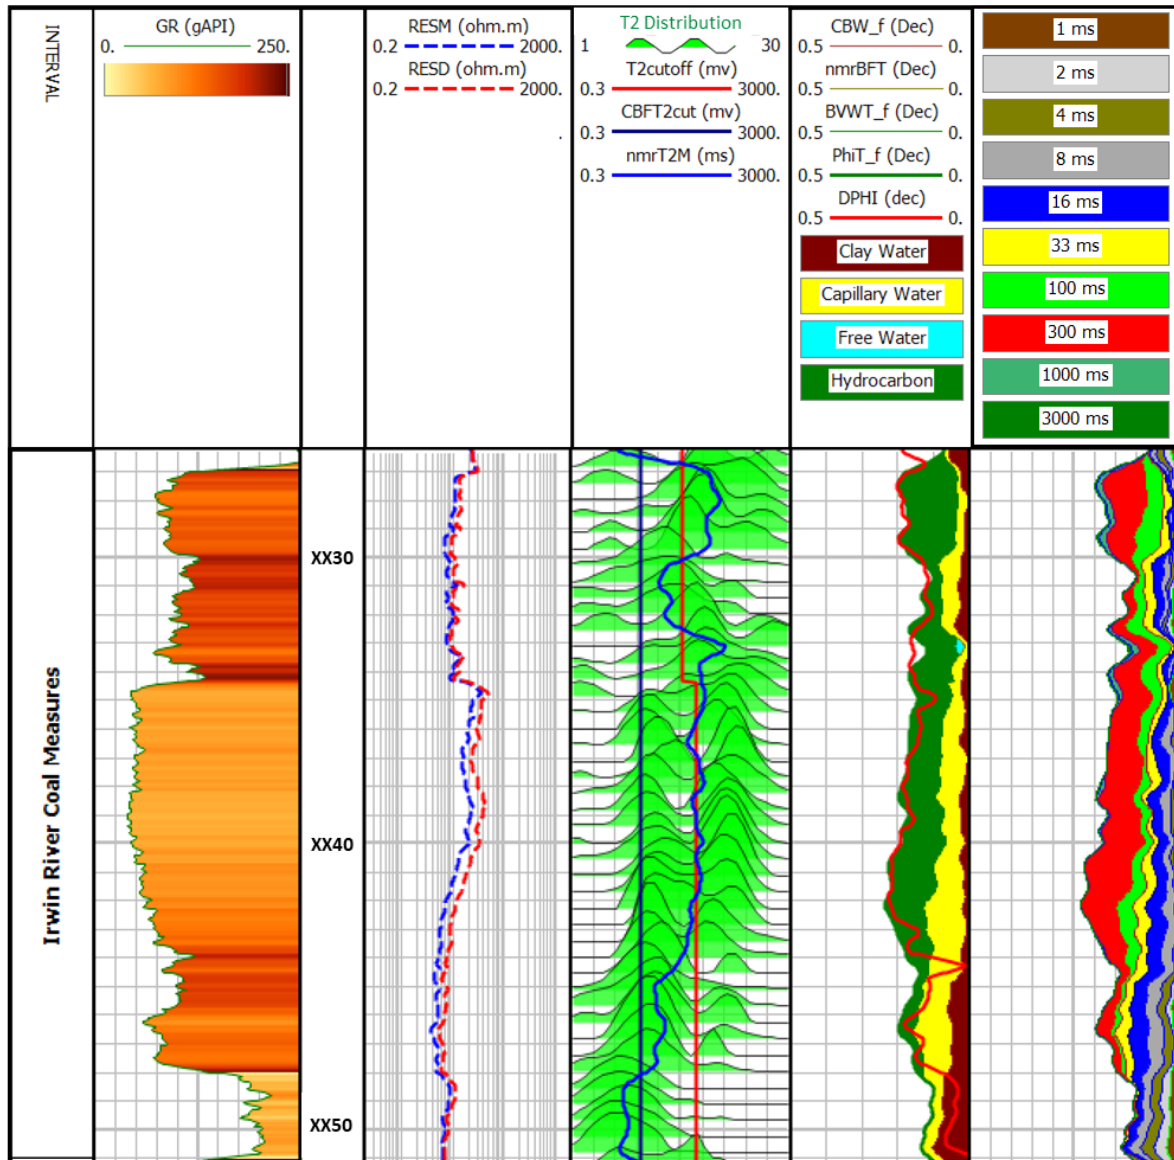 INTERVAL
GR (gAPI)
0. 250.
RESM (ohm.m)
0.2 2000.
RESD (ohm.m)
0.2 2000.
.
T2 Distribution
1 30
T2cutoff (mv)
0.3 3000.
CBFT2cut (mv)
0.3 3000.
nmrT2M (ms)
0.3 3000.
CBW_f (Dec)
0.5 0.
nmrBFT (Dec)
0.5 0.
BVWT_f (Dec)
0.5 0.
PhiT_f (Dec)
0.5 0.
DPHI (dec)
0.5 0.
Clay Water
Capillary Water
Free Water
Hydrocarbon
1 ms
2 ms
4 ms
8 ms
16 ms
33 ms
100 ms
300 ms
1000 ms
3000 ms
Irwin River Coal Measures
XX30
XX40
XX50